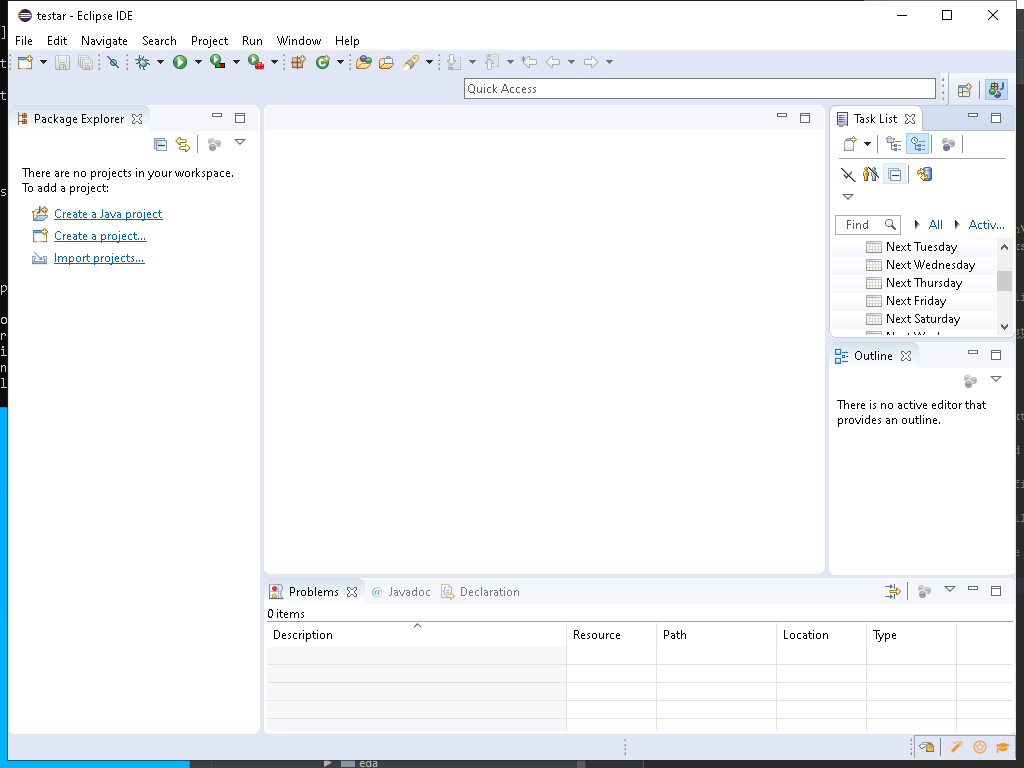 testar - Eclipse IDE
File Edit Navigate Search Project Run Window Help
Quick Access
Package Explorer
There are no projects in your workspace.
To add a project:
Create a Java project
Create a project...
Import projects...
Task List
Find All Activ...
Next Tuesday
Next Wednesday
Next Thursday
Next Friday
Next Saturday
Outline
There is no active editor that
provides an outline.
Problems @ Javadoc Declaration
0 items
Description Resource Path Location Type
eda